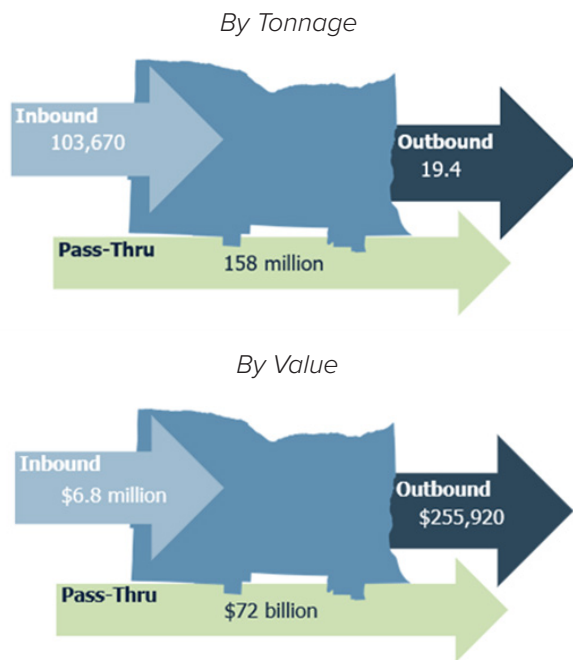 By Tonnage
Inbound
103,670
Outbound
19.4
Pass-Thru
158 million
By Value
Inbound
$6.8 million
Outbound
$255,920
Pass-Thru
$72 billion